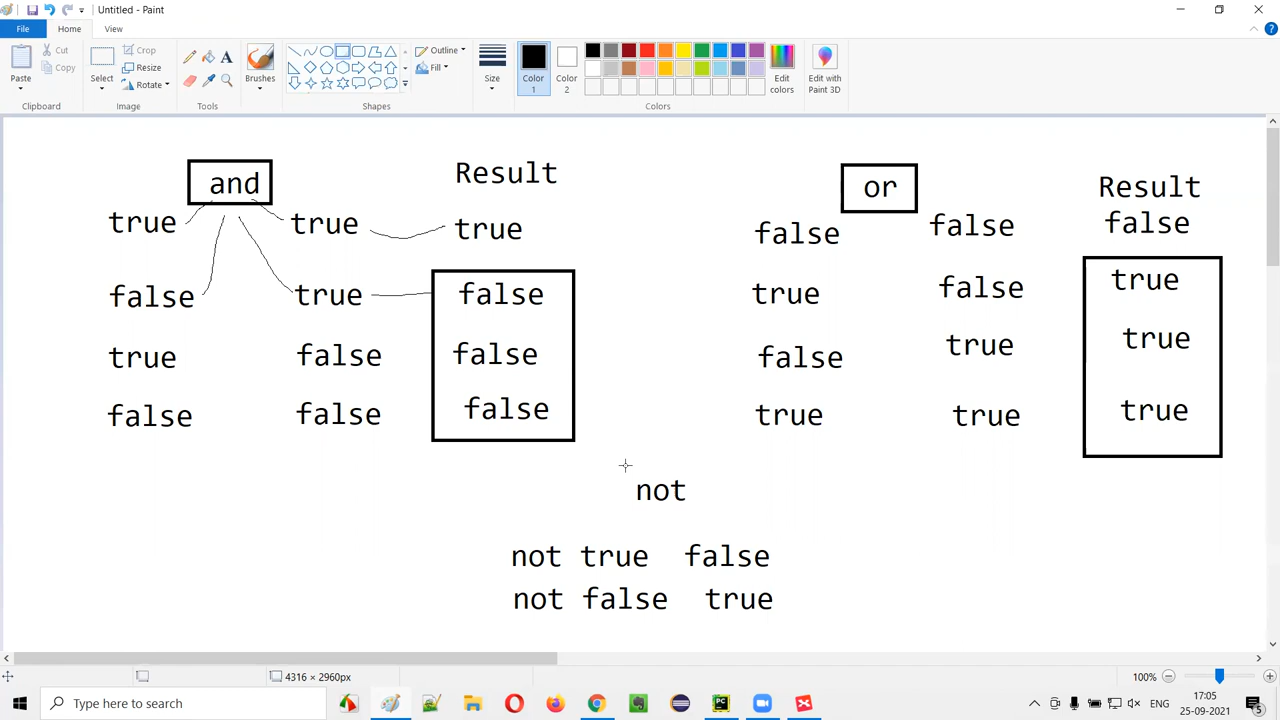 Untitled - Paint
File Home View
Paste
Cut
Copy
Clipboard
Select
Crop
Resize
Rotate
Image
A
Tools
Brushes
Outline
Fill
Shapes
Size
Color 1
Color 2
Edit colors
Colors
Edit with Paint 3D
and Result
true true true
false true false
true false false
false false false
or Result
false false false
true false true
false true true
true true true
not
not true false
not false true
4316 × 2960px
100%
Type here to search
PC
ENG
17:05
25-09-2021
5